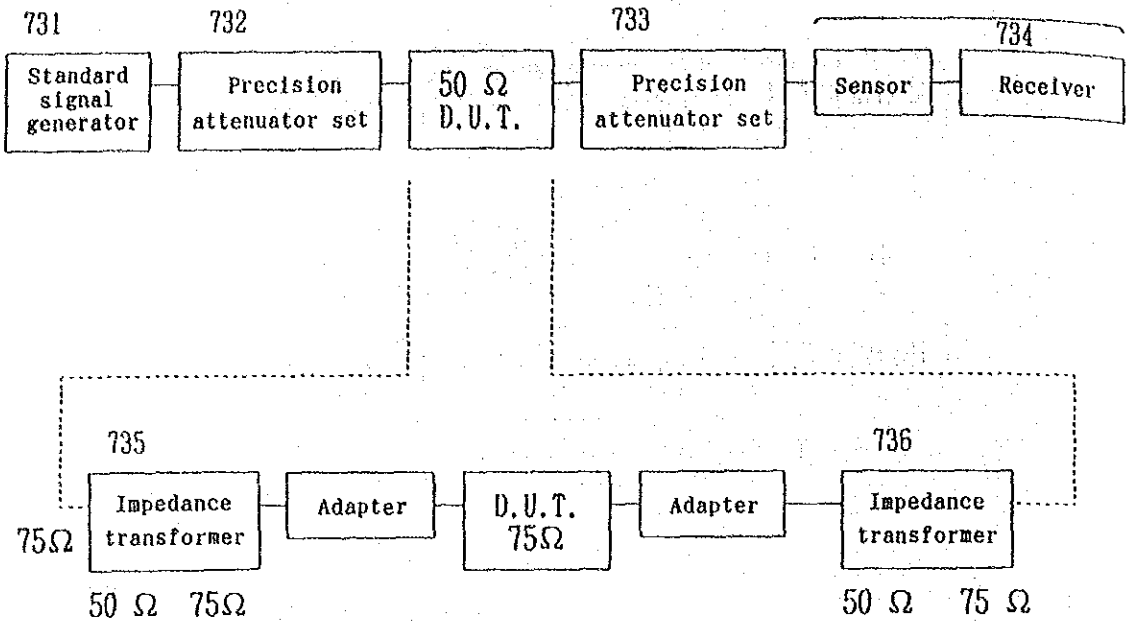 731
732
733
734
Standard
signal
generator
Precision
attenuator set
50 Ω
D.U.T.
Precision
attenuator set
Sensor
Receiver
735
736
75Ω
Impedance
transformer
Adapter
D.U.T.
75Ω
Adapter
Impedance
transformer
50 Ω 75Ω
50 Ω 75 Ω